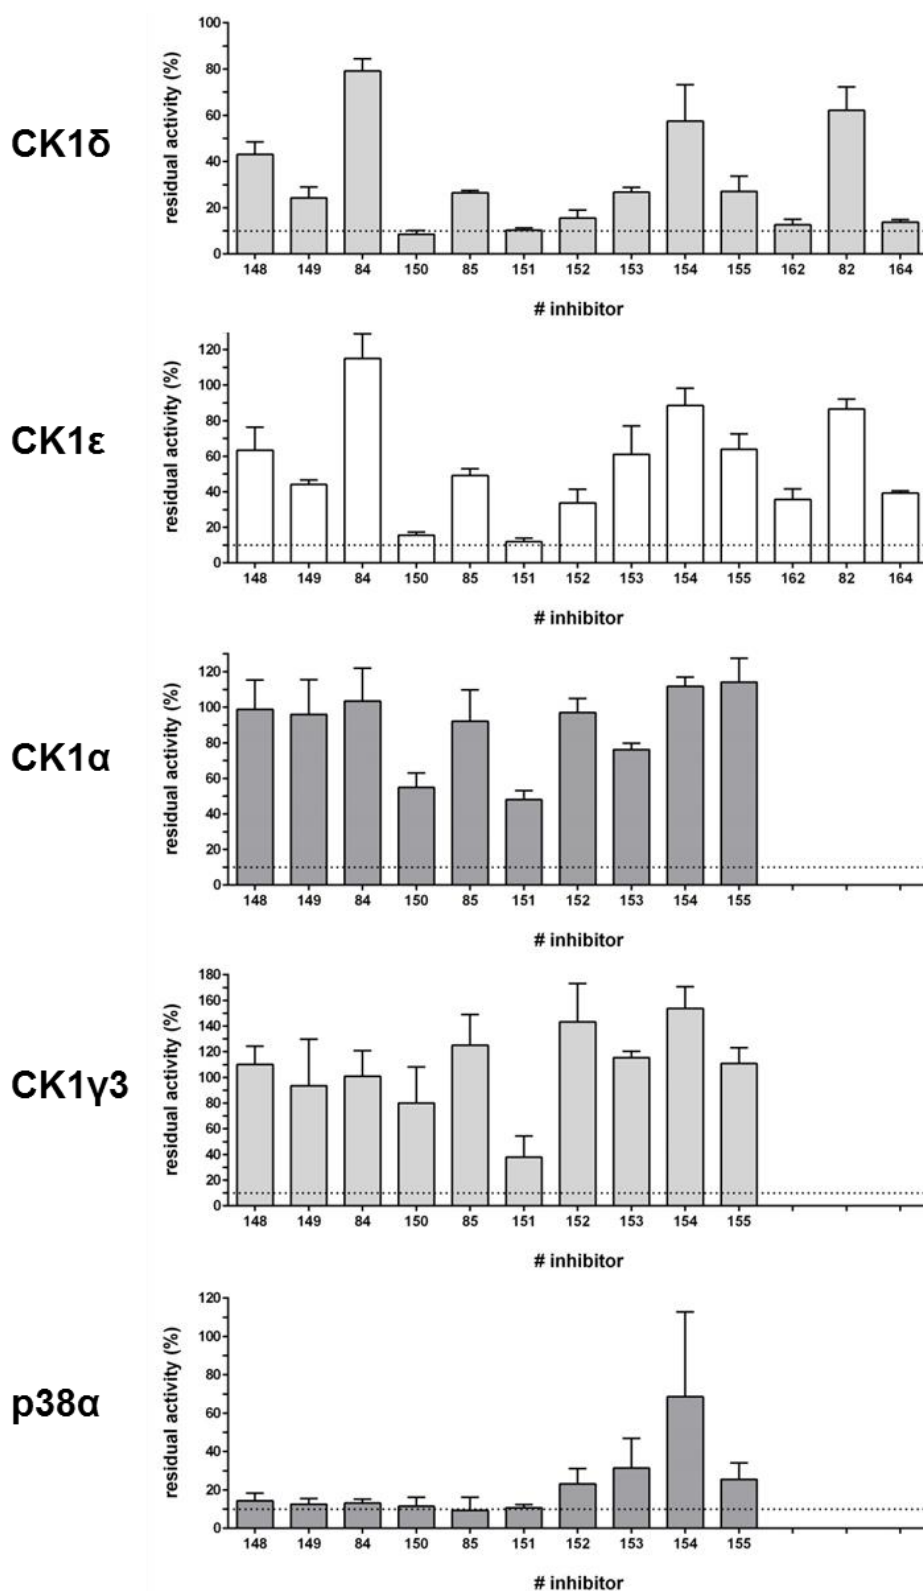 CK1δ
residual activity (%)
100
80
60
40
20
0
148 149 84 150 85 151 152 153 154 155 162 82 164
# inhibitor
CK1ε
residual activity (%)
120
100
80
60
40
20
0
148 149 84 150 85 151 152 153 154 155 162 82 164
# inhibitor
CK1α
residual activity (%)
120
100
80
60
40
20
0
148 149 84 150 85 151 152 153 154 155
# inhibitor
CK1γ3
residual activity (%)
180
160
140
120
100
80
60
40
20
0
148 149 84 150 85 151 152 153 154 155
# inhibitor
p38α
residual activity (%)
120
100
80
60
40
20
0
148 149 84 150 85 151 152 153 154 155
# inhibitor